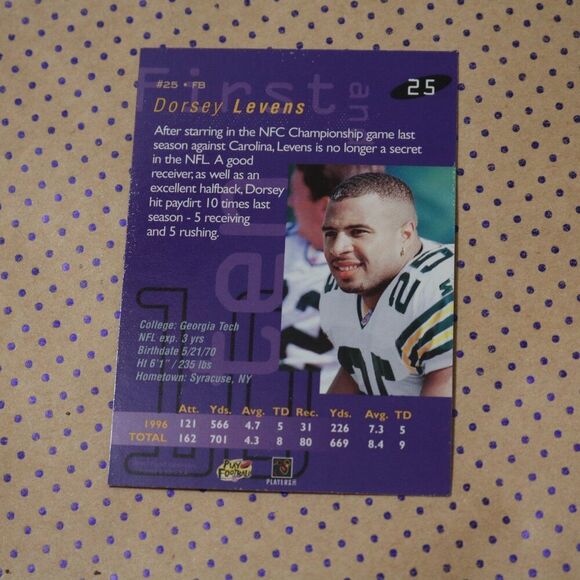 #25 • FB
25
First an
Dorsey Levens
After starring in the NFC Championship game last
season against Carolina, Levens is no longer a secret
in the NFL. A good
receiver, as well as an
excellent halfback, Dorsey
hit paydirt 10 times last
season - 5 receiving
and 5 rushing.
25
College: Georgia Tech
NFL exp. 3 yrs
Birthdate 5/21/70
Ht 6'1" / 235 lbs
Hometown: Syracuse, NY
Att. Yds. Avg. TD Rec. Yds. Avg. TD
1996 121 566 4.7 5 31 226 7.3 5
TOTAL 162 701 4.3 8 80 669 8.4 9
PLAY FOOTBALL
PLAYERS